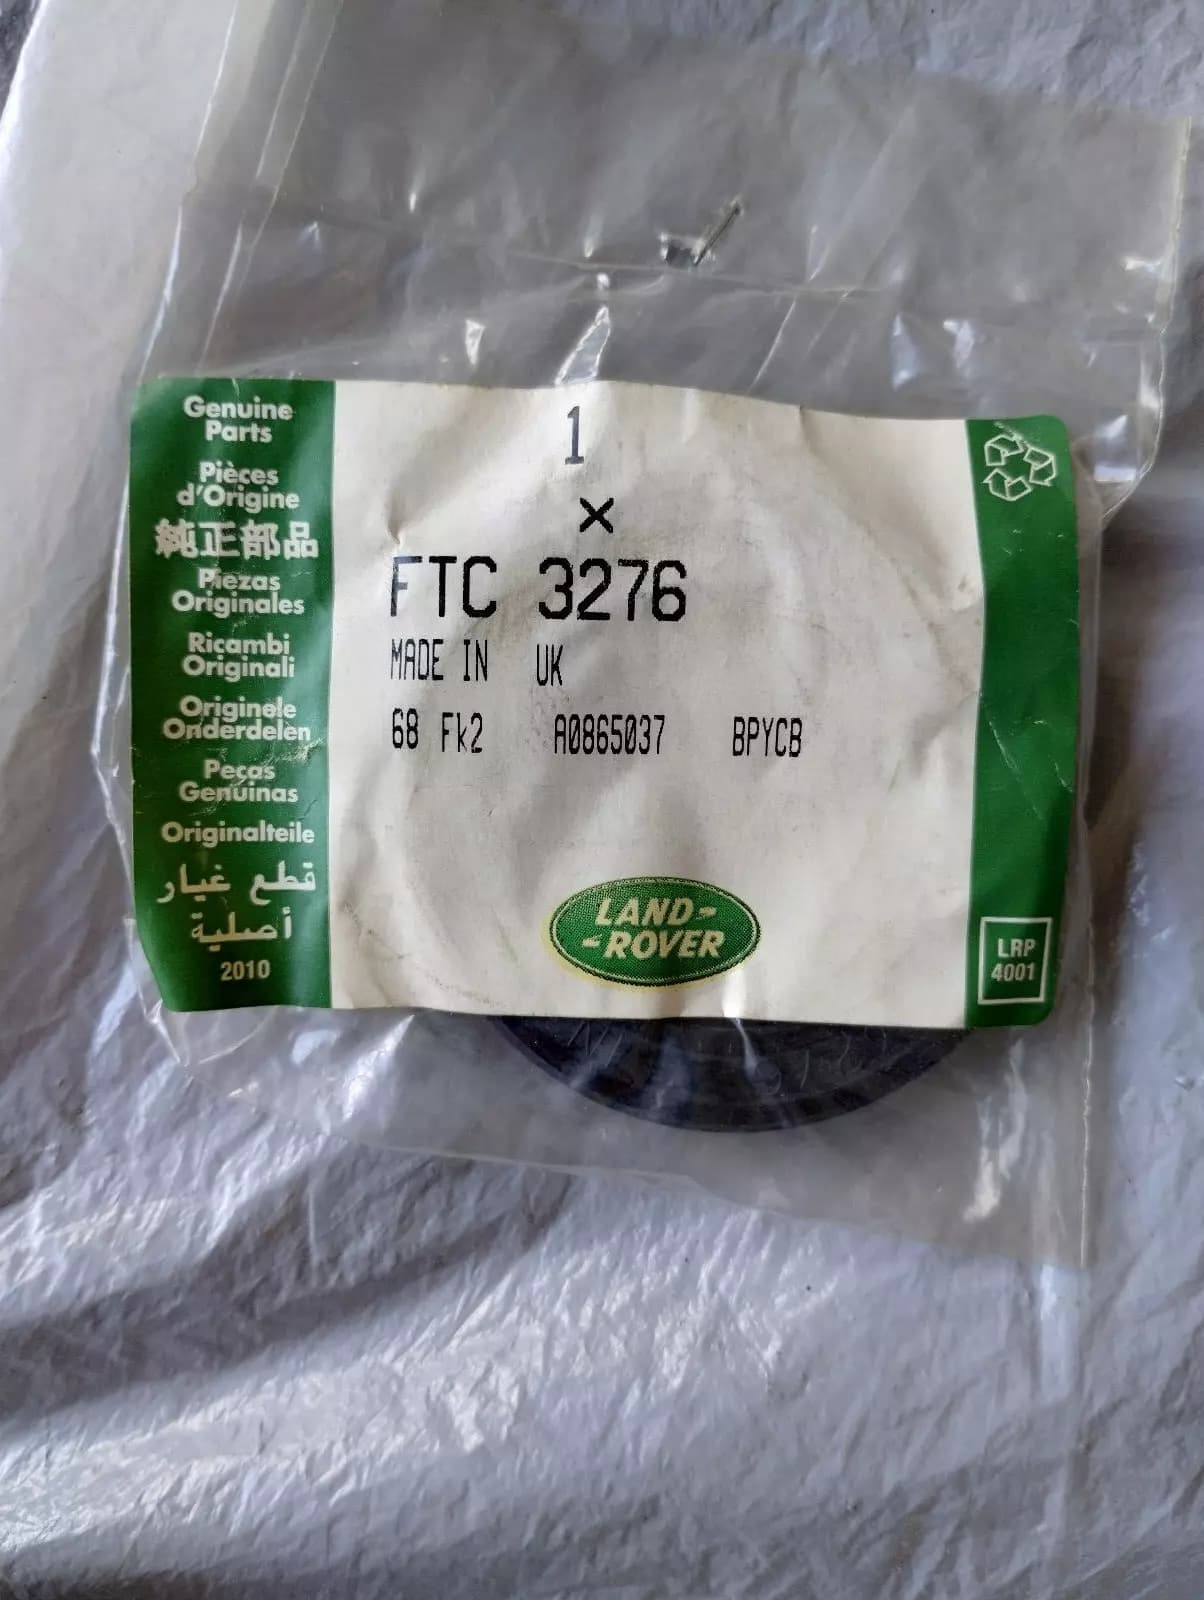 Genuine
Parts
Pièces
d'Origine
純正部品
Piezas
Originales
Ricambi
Originali
Originele
Onderdelen
Peças
Genuinas
Originalteile
قطع غيار
أصلية
2010
1
×
FTC 3276
MADE IN UK
68 Fk2 A0865037 BPYCB
LAND-
-ROVER
LRP
4001